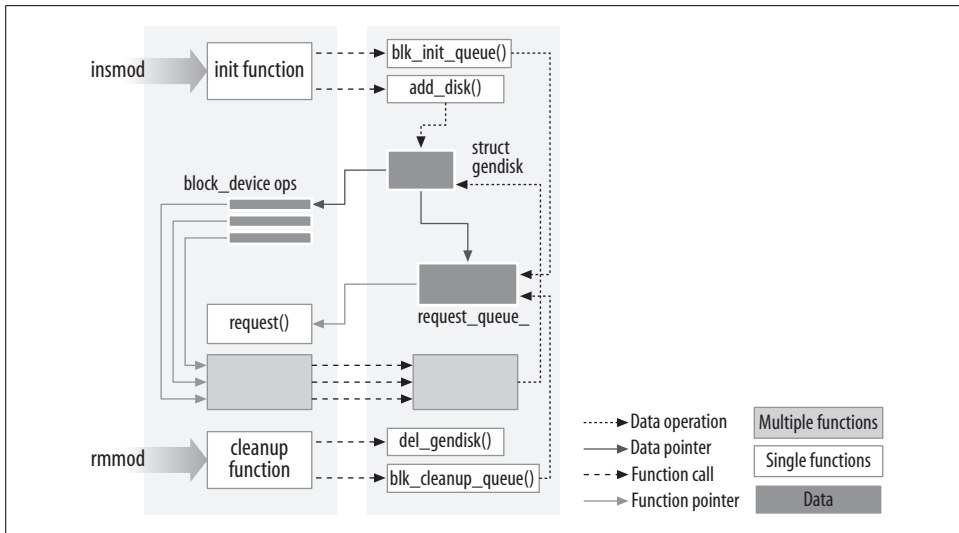 insmod
init function
blk_init_queue()
add_disk()
struct
gendisk
block_device ops
request_queue_
request()
rmmod
cleanup
function
del_gendisk()
blk_cleanup_queue()
Data operation
Data pointer
Function call
Function pointer
Multiple functions
Single functions
Data